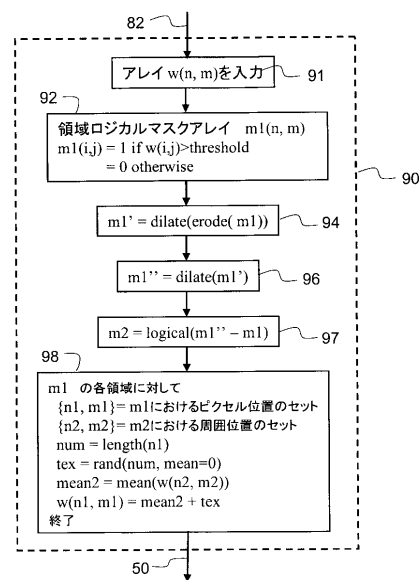 82
アレイ w(n, m)を入力
91
92
領域ロジカルマスクアレイ m1(n, m)
m1(i,j) = 1 if w(i,j)>threshold
= 0 otherwise
90
m1’ = dilate(erode( m1))
94
m1’’ = dilate(m1’)
96
m2 = logical(m1’’ – m1)
97
98
m1 の各領域に対して
{n1, m1}= m1におけるピクセル位置のセット
{n2, m2}= m2における周囲位置のセット
num = length(n1)
tex = rand(num, mean=0)
mean2 = mean(w(n2, m2))
w(n1, m1) = mean2 + tex
終了
50